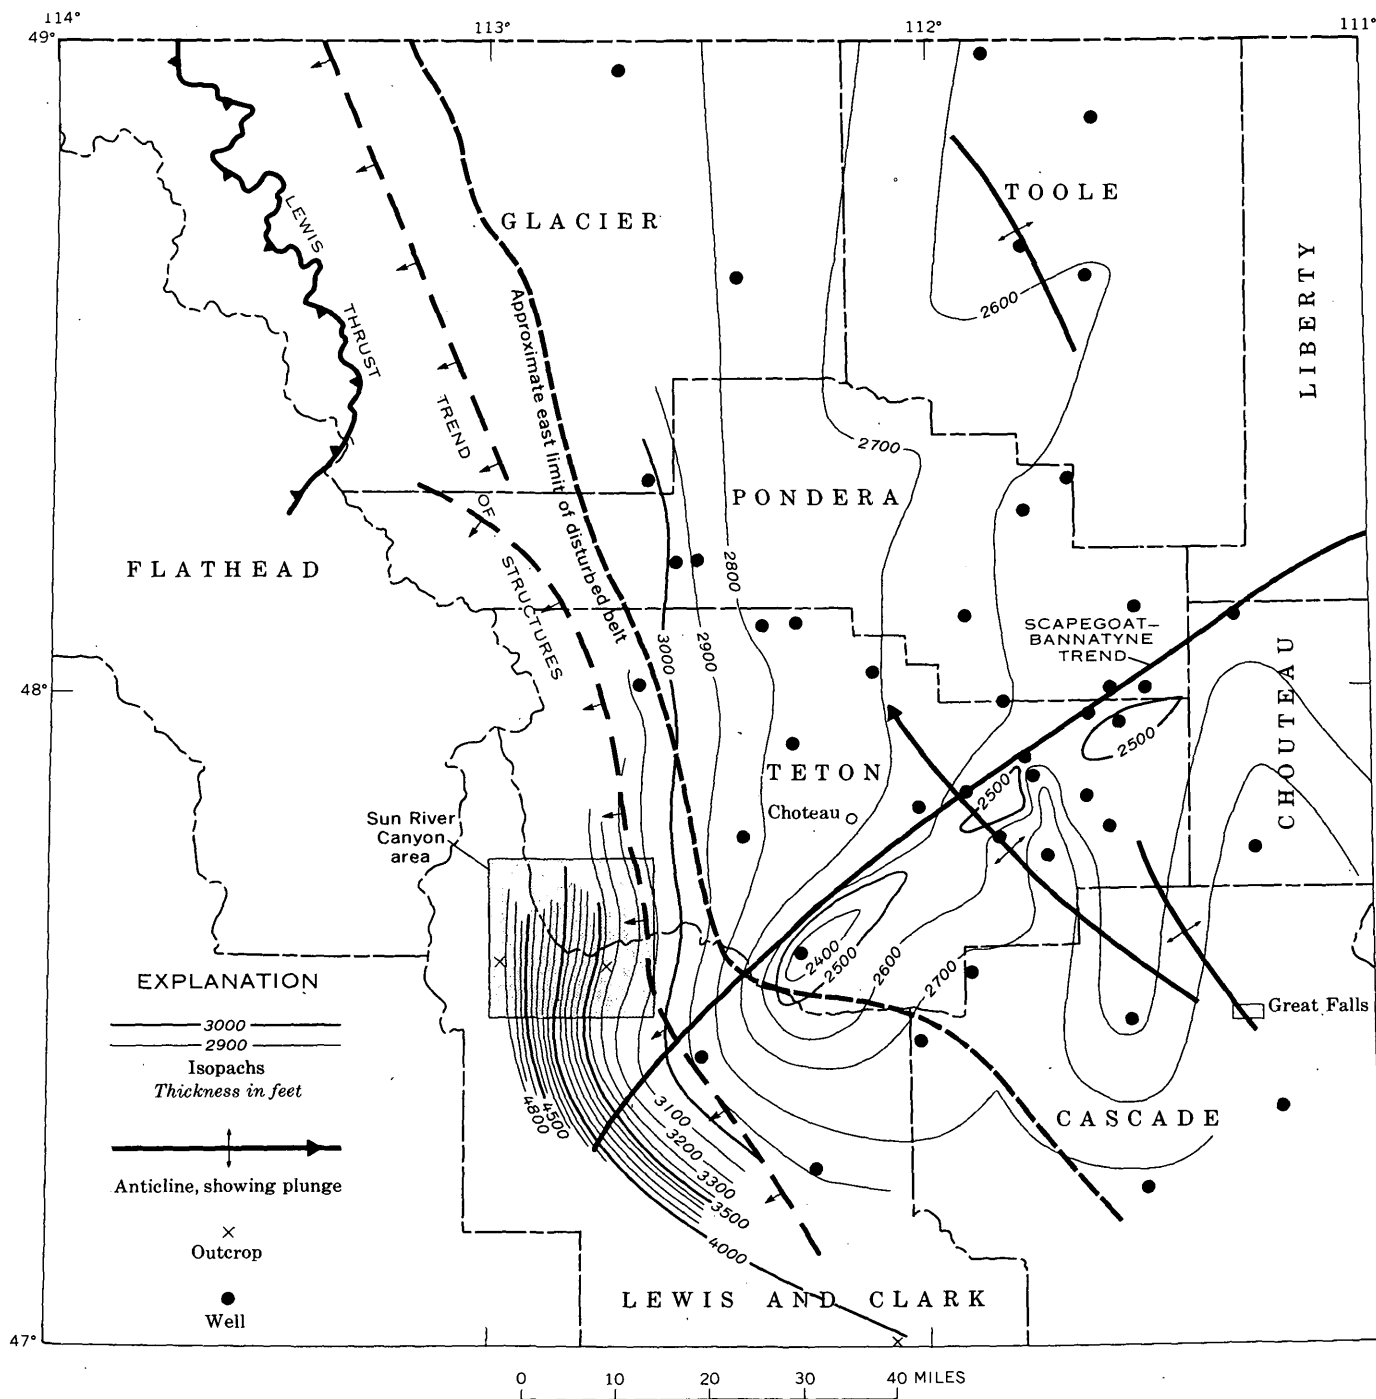 114°
113°
112°
111°
49°
TOOLE
GLACIER
LEWIS
THRUST
LIBERTY
2600
Approximate east limit of disturbed belt
TREND
OF
STRUCTURES
2700
PONDERA
FLATHEAD
2800
2900
3000
SCAPEGOAT–
BANNATYNE
TREND
CHOUTEAU
48°
2500
TETON
2500
Choteau
Sun River
Canyon
area
2400
2500
2600
2700
EXPLANATION
3000
2900
Isopachs
Thickness in feet
Great Falls
4800
4500
3100
3200
3300
3500
4000
CASCADE
Anticline, showing plunge
Outcrop
Well
LEWIS AND CLARK
47°
0 10 20 30 40 MILES